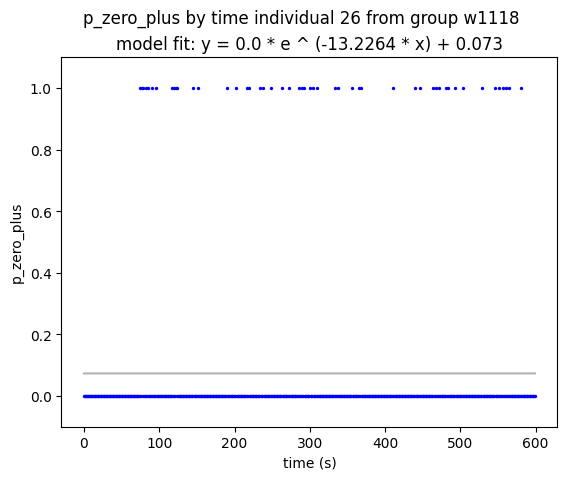 p_zero_plus by time individual 26 from group w1118
model fit: y = 0.0 * e ^ (-13.2264 * x) + 0.073
1.0
0.8
0.6
0.4
0.2
0.0
p_zero_plus
0 100 200 300 400 500 600
time (s)